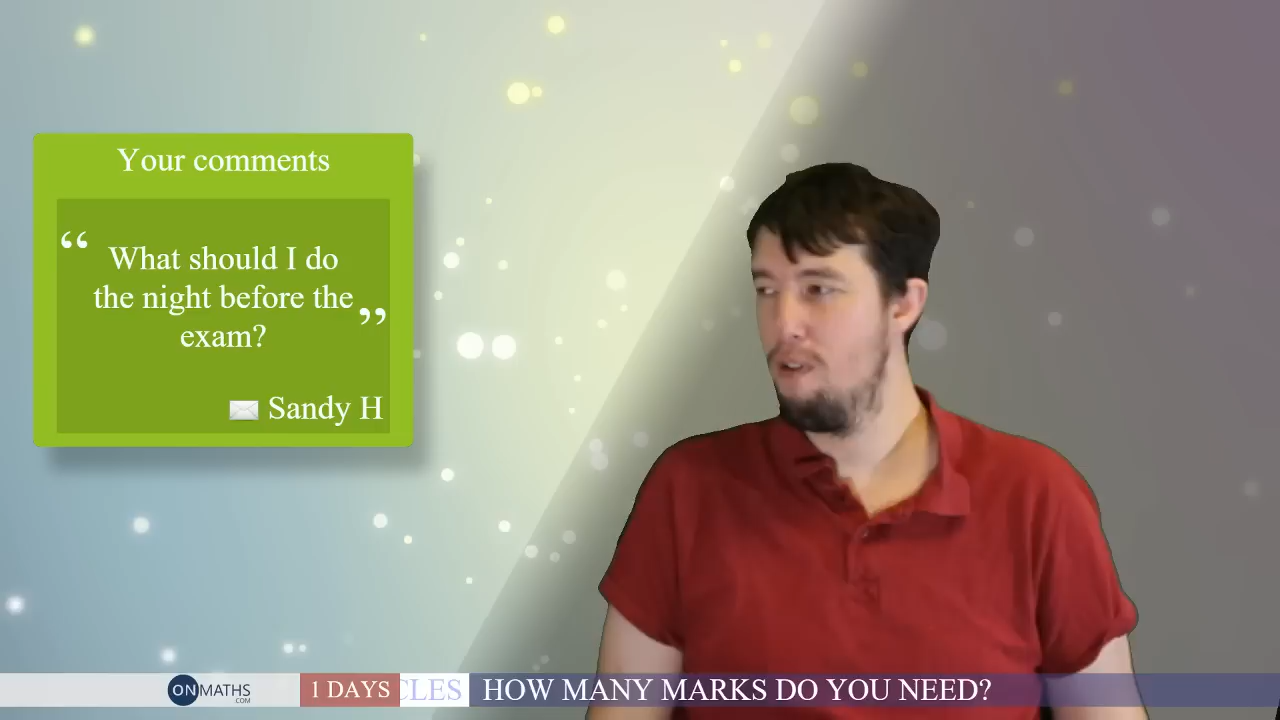 Your comments
“ What should I do
the night before the
exam? ”
Sandy H
ONMATHS
.COM
1 DAYS
CLES
HOW MANY MARKS DO YOU NEED?